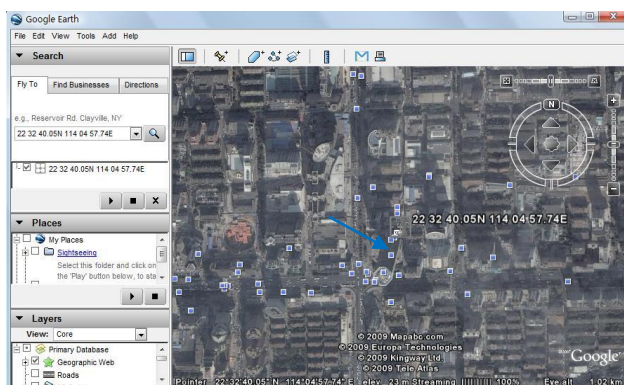 Google Earth
File Edit View Tools Add Help
Search
Fly To Find Businesses Directions
e.g., Reservoir Rd. Clayville, NY'
22 32 40.05N 114 04 57.74E
22 32 40.05N 114 04 57.74E
Places
My Places
Sightseeing
Select this folder and click on
the 'Play' button below, to sta
Layers
View: Core
Primary Database
Geographic Web
Roads
N
22 32 40.05N 114 04 57.74E
© 2009 Mapabc.com
© 2009 Europa Technologies
© 2009 Kingway Ltd.
© 2009 Tele Atlas
Google
Pointer 22°32'40.05" N 114°04'57.74" E elev 23 m Streaming 100% Eye alt 1.02 km